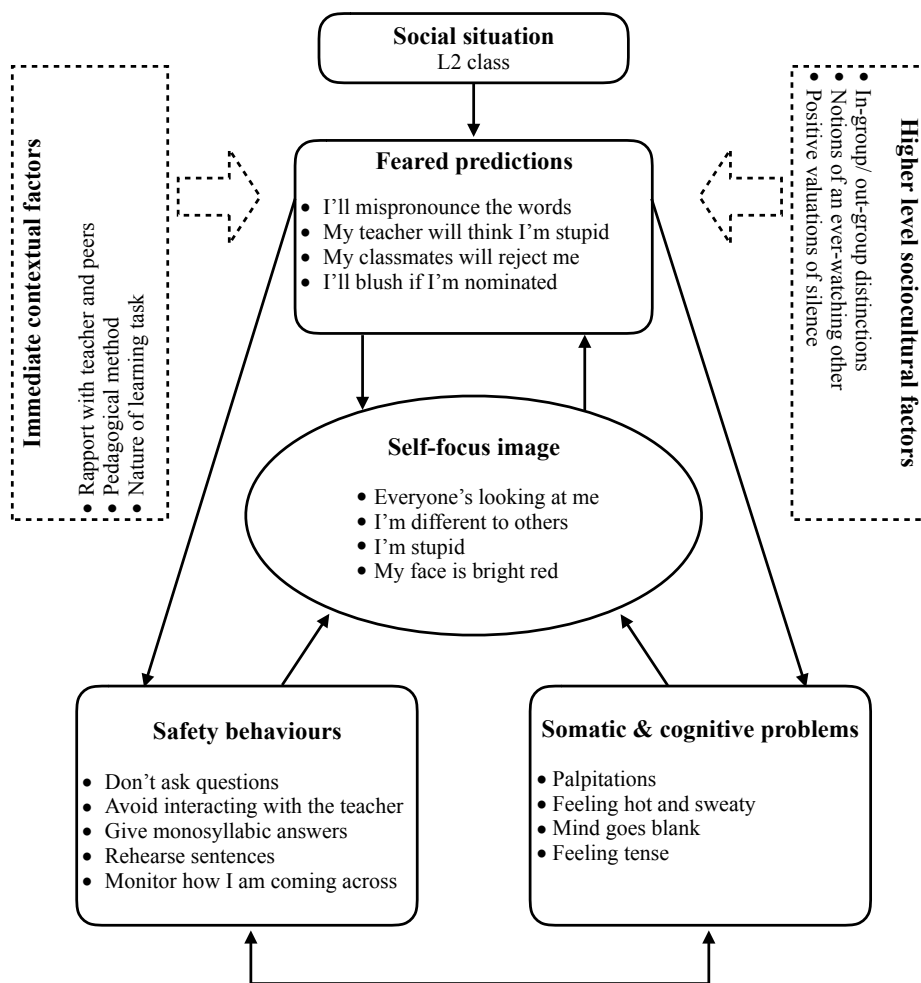 Social situation
L2 class
Immediate contextual factors
• Rapport with teacher and peers
• Pedagogical method
• Nature of learning task
Feared predictions
• I’ll mispronounce the words
• My teacher will think I’m stupid
• My classmates will reject me
• I’ll blush if I’m nominated
Higher level sociocultural factors
• In-group/ out-group distinctions
• Notions of an ever-watching other
• Positive valuations of silence
Self-focus image
• Everyone’s looking at me
• I’m different to others
• I’m stupid
• My face is bright red
Safety behaviours
• Don’t ask questions
• Avoid interacting with the teacher
• Give monosyllabic answers
• Rehearse sentences
• Monitor how I am coming across
Somatic & cognitive problems
• Palpitations
• Feeling hot and sweaty
• Mind goes blank
• Feeling tense